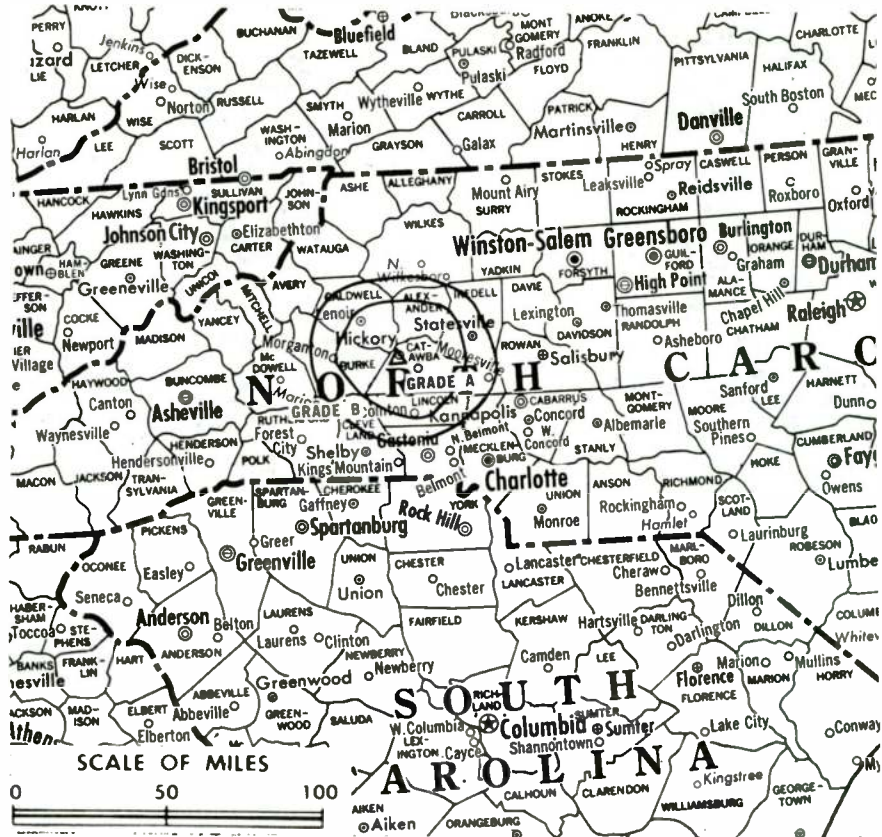 PERRY
BUCHANAN
Bluefield
MONT
GOMERY
CHARLOTTE
Jenkins
DICK-
ENSON
TAZEWELL
BLAND
PULASKI
Radford
FRANKLIN
PITTSYLVANIA
HALIFAX
LETCHER
Pulaski
FLOYD
Wise
Norton
RUSSELL
SMYTH
Wytheville
WYTHE
South Boston
HARLAN
WISE
WASH-
INGTON
Marion
CARROLL
PATRICK
Martinsville
Danville
Harlan
LEE
SCOTT
Abingdon
GRAYSON
Galax
HENRY
Bristol
STOKES
Spray
CASWELL
PERSON
GRAN-
VILLE
Lynn Gdns
SULLIVAN
JOHN-
SON
ASHE
ALLEGHANY
Mount Airy
Leaksville
Reidsville
Roxboro
HANCOCK
HAWKINS
Kingsport
SURRY
ROCKINGHAM
Oxford
Johnson City
Elizabethton
WILKES
Winston-Salem
Greensboro
Burlington
CARTER
WATAUGA
ORANGE
DUR-
HAM
HAM-
BLEN
GREENE
WASHING-
TON
UNICOI
N.
Wilkesboro
YADKIN
FORSYTH
GUIL-
FORD
Graham
Durham
Greeneville
AVERY
DAVIE
High Point
ALA-
MANCE
MITCHELL
CALDWELL
ALEX-
ANDER
IREDELL
Lexington
Thomasville
Chapel Hill
Raleigh
COCKE
YANCEY
Lenoir
Statesville
DAVIDSON
RANDOLPH
CHATHAM
Newport
MADISON
Hickory
ROWAN
Asheboro
Village
Morganton
BURKE
CAT-
AWBA
Mooresville
Salisbury
HAYWOOD
BUNCOMBE
Mc
DOWELL
GRADE A
NORTH CARO
HARNETT
Canton
Marion
LINCOLN
CABARRUS
MONT-
GOMERY
Sanford
LEE
Asheville
GRADE B
Kannapolis
Concord
MOORE
Dunn
Waynesville
Forest
City
CLEVE
LAND
Gastonia
N. Belmont
W.
Concord
Albemarle
Southern
Pines
CUMBERLAND
HENDERSON
Shelby
MECKLEN-
BURG
STANLY
Hendersonville
POLK
Kings Mountain
HOKE
MACON
JACKSON
TRAN-
SYLVANIA
Belmont
Owens
GREEN-
VILLE
SPARTAN-
BURG
CHEROKEE
Charlotte
ANSON
RICHMOND
Gaffney
YORK
UNION
Rockingham
SCOT-
LAND
PICKENS
Spartanburg
Rock Hill
Monroe
Hamlet
RABUN
Greer
Laurinburg
ROBESON
OCONEE
Greenville
UNION
CHESTER
Lancaster
CHESTERFIELD
MARL-
BORO
Easley
Union
Chester
LANCASTER
Cheraw
Bennettsville
Seneca
HABER-
SHAM
Anderson
Belton
LAURENS
FAIRFIELD
KERSHAW
Hartsville
DARLING-
TON
Dillon
DILLON
Toccoa
STE-
PHENS
ANDERSON
Laurens
Clinton
Darlington
BANKS
FRANK-
LIN
HART
NEWBERRY
Newberry
Camden
LEE
Florence
Marion
Mullins
ABBEVILLE
Greenwood
RICH-
LAND
FLORENCE
MARION
HORRY
MAD-
ISON
ELBERT
Abbeville
GREEN-
WOOD
SALUDA
SOUTH
Elberton
W. Columbia
Columbia
SUMTER
Sumter
Lake City
Conway
LEX-
INGTON
Cayce
Shannontown
SCALE OF MILES
AROLINA
Kingstree
0 50 100
CALHOUN
CLARENDON
WILLIAMSBURG
GEORGE-
TOWN
AIKEN
Aiken
ORANGEBURG